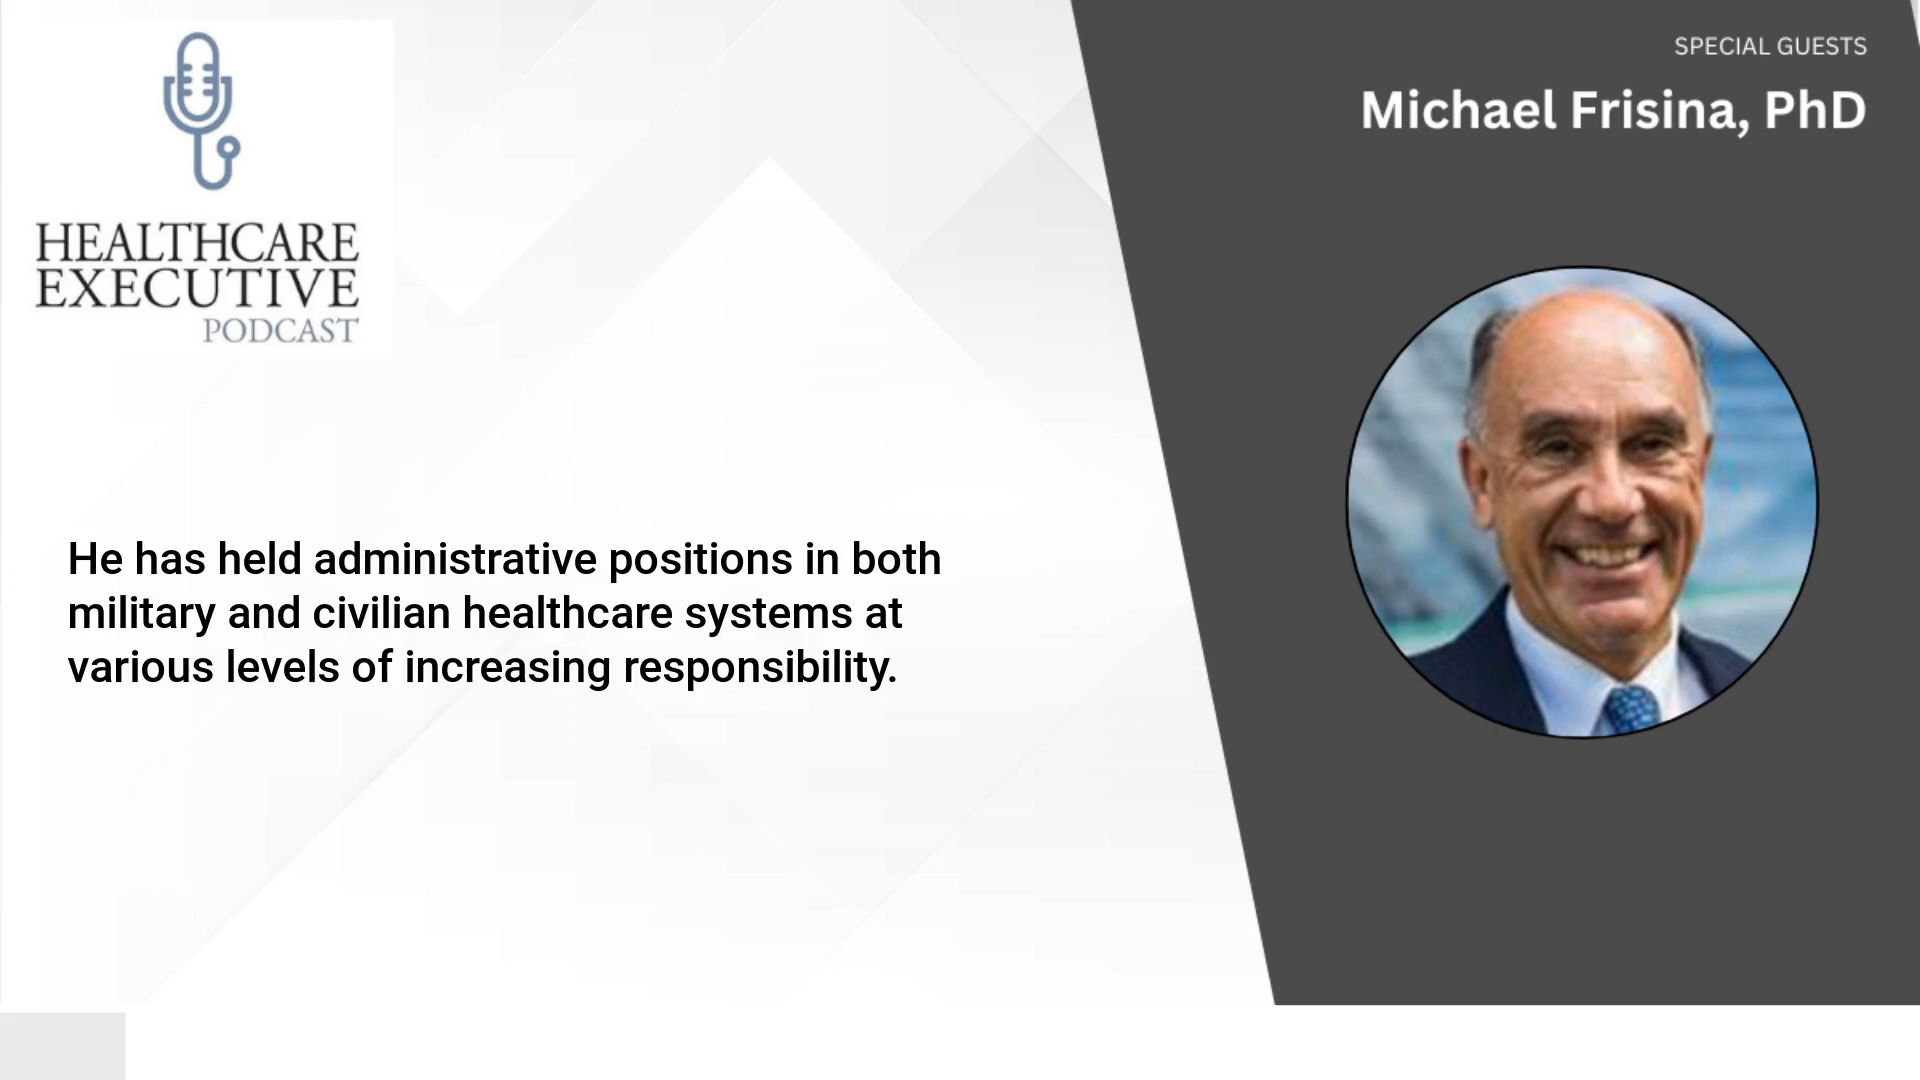 HEALTHCARE
EXECUTIVE
PODCAST
SPECIAL GUESTS
Michael Frisina, PhD
He has held administrative positions in both
military and civilian healthcare systems at
various levels of increasing responsibility.